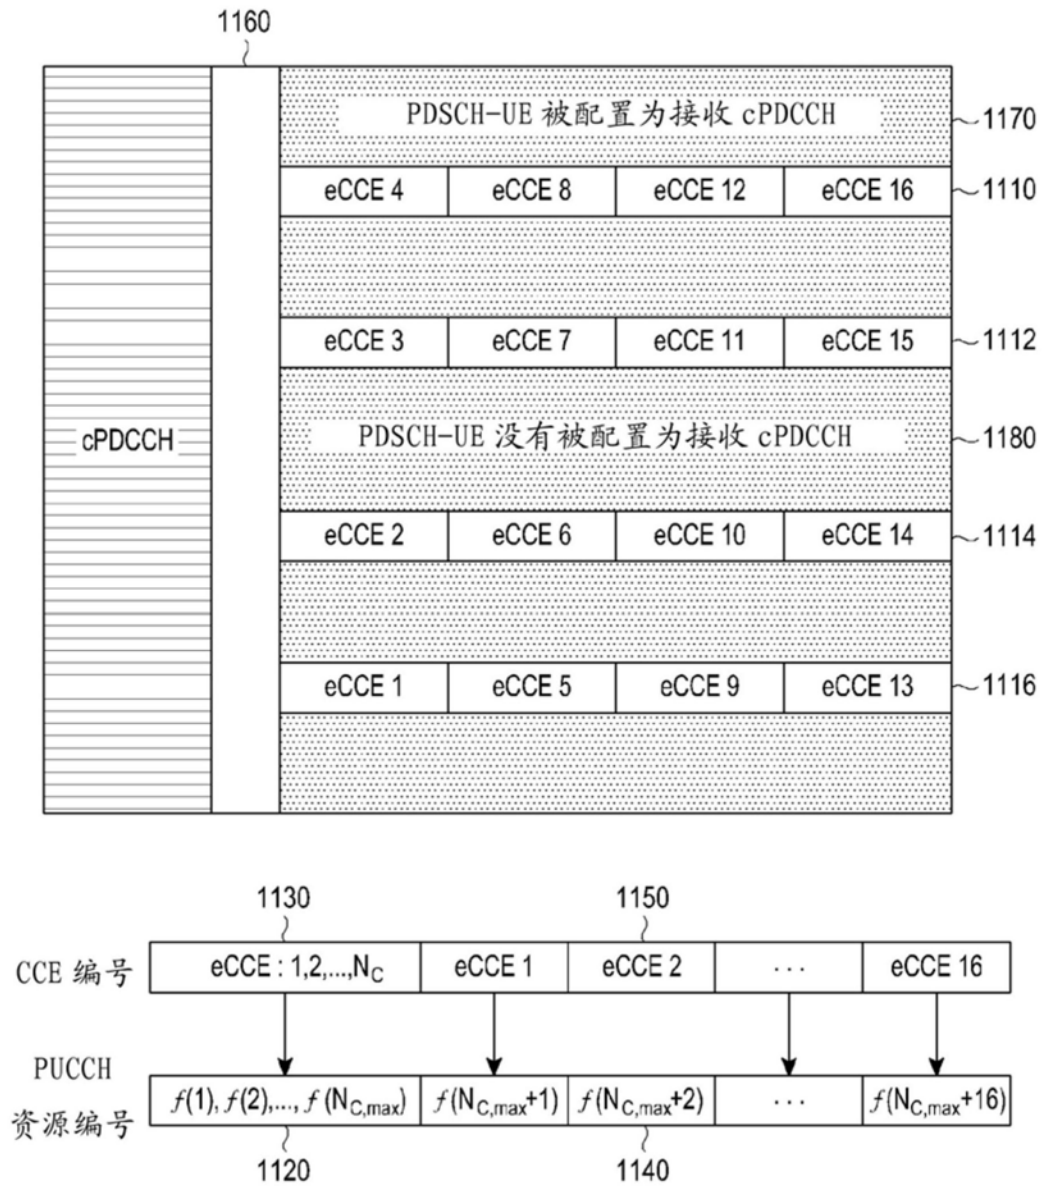 1160
PDSCH-UE 被配置为接收 cPDCCH
1170
eCCE 4 eCCE 8 eCCE 12 eCCE 16
1110
eCCE 3 eCCE 7 eCCE 11 eCCE 15
1112
cPDCCH
PDSCH-UE 没有被配置为接收 cPDCCH
1180
eCCE 2 eCCE 6 eCCE 10 eCCE 14
1114
eCCE 1 eCCE 5 eCCE 9 eCCE 13
1116
1130 1150
CCE 编号
eCCE : 1,2,...,N_C eCCE 1 eCCE 2 ... eCCE 16
PUCCH
资源编号
f(1), f(2),..., f(N_C,max) f(N_C,max+1) f(N_C,max+2) ... f(N_C,max+16)
1120 1140